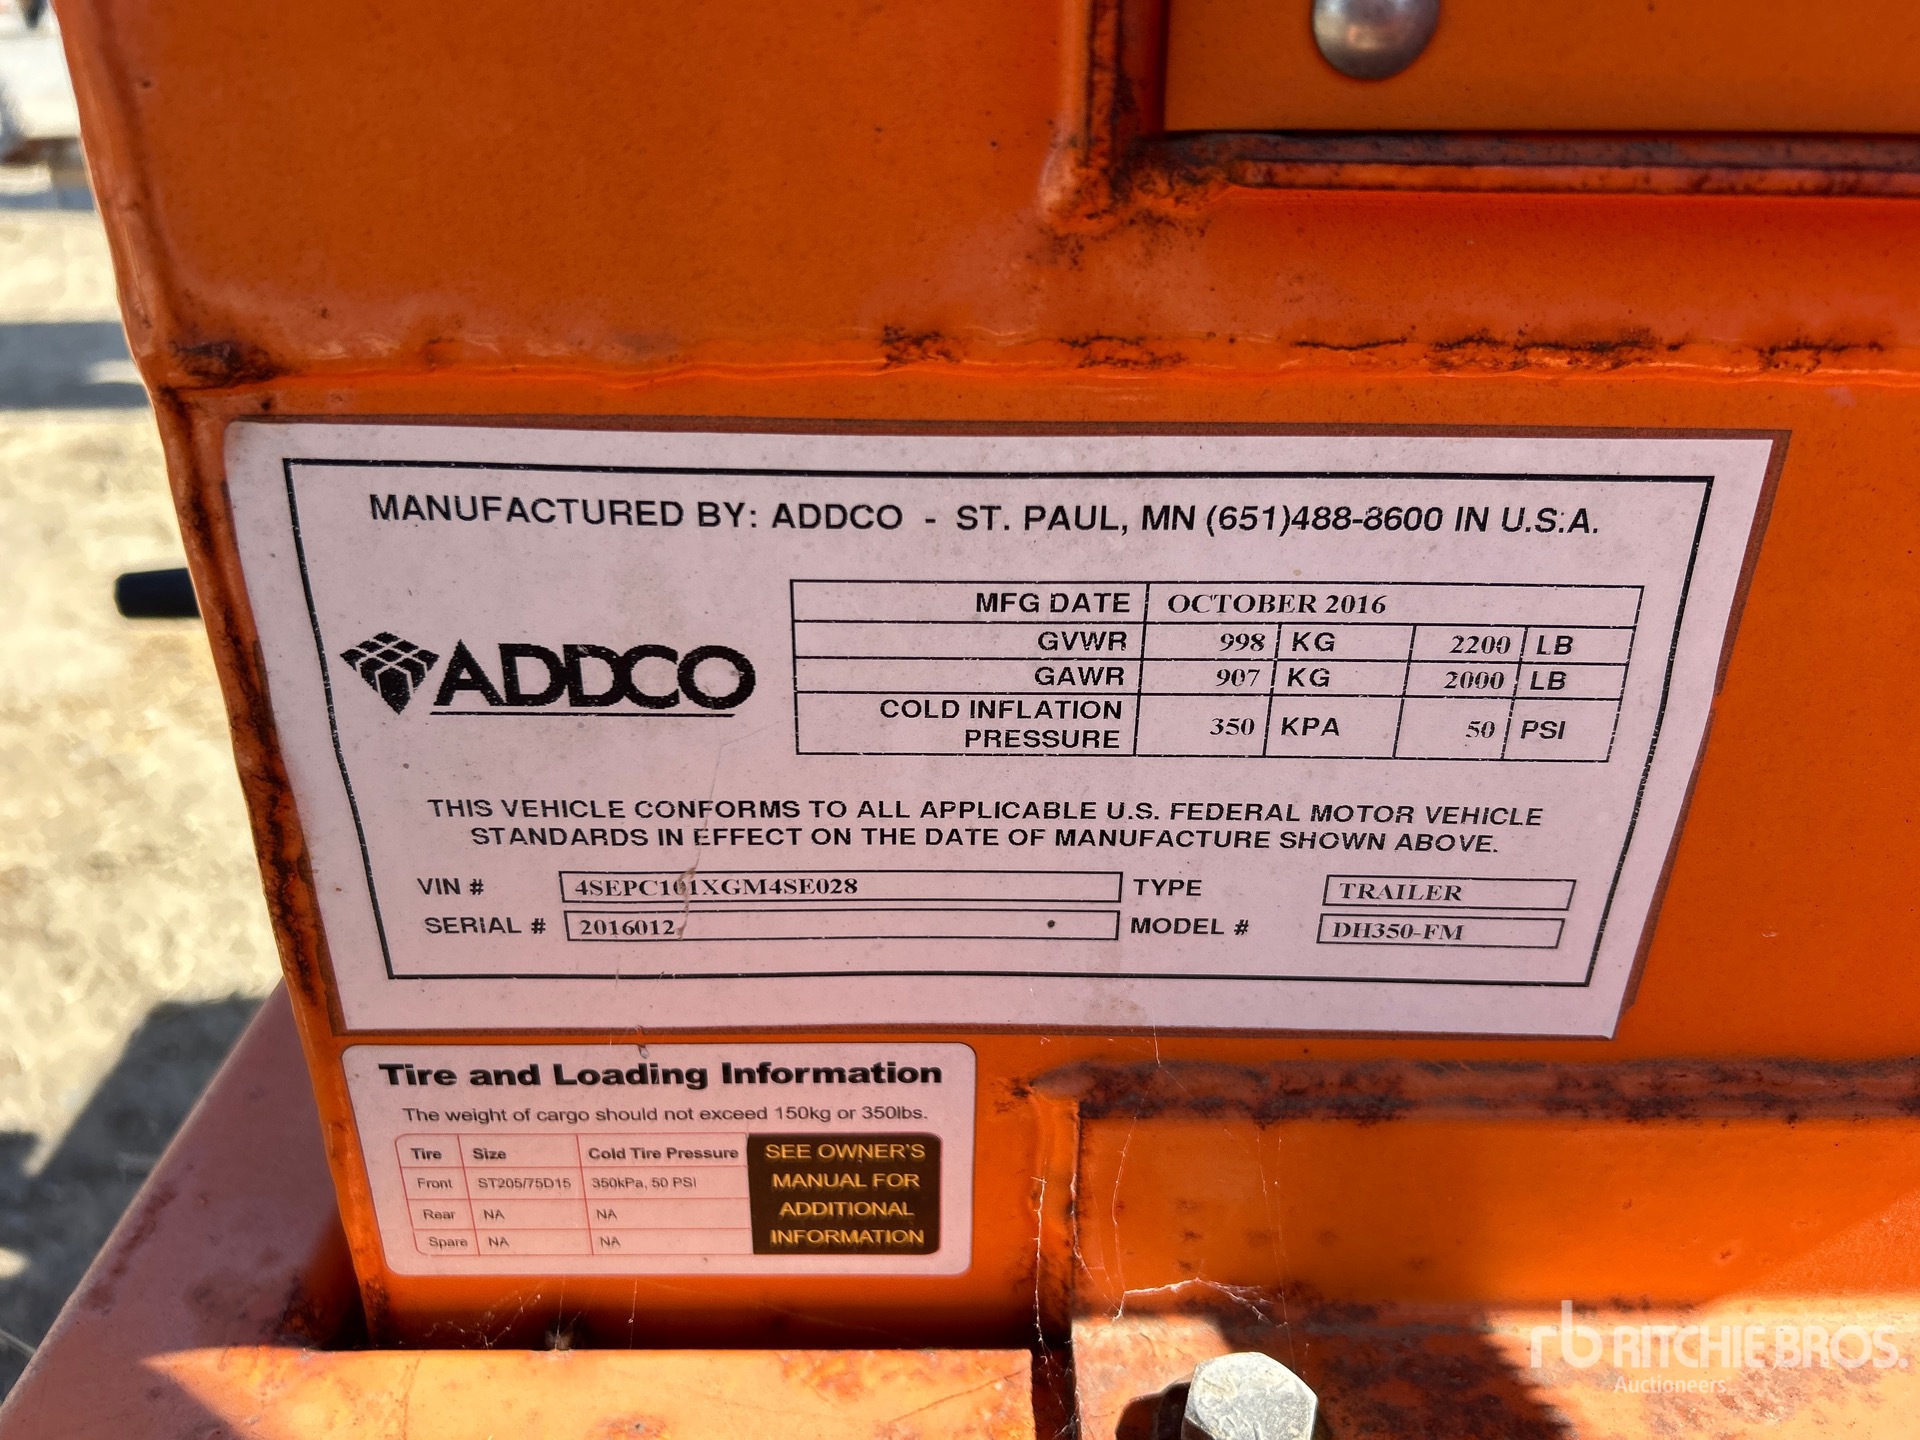 MANUFACTURED BY: ADDCO - ST. PAUL, MN (651)488-8600 IN U.S.A.
ADDCO
MFG DATE OCTOBER 2016
GVWR 998 KG 2200 LB
GAWR 907 KG 2000 LB
COLD INFLATION PRESSURE 350 KPA 50 PSI
THIS VEHICLE CONFORMS TO ALL APPLICABLE U.S. FEDERAL MOTOR VEHICLE
STANDARDS IN EFFECT ON THE DATE OF MANUFACTURE SHOWN ABOVE.
VIN # 4SEPC101XGM4SE028 TYPE TRAILER
SERIAL # 2016012 MODEL # DH350-FM
Tire and Loading Information
The weight of cargo should not exceed 150kg or 350lbs.
Tire Size Cold Tire Pressure
Front ST205/75D15 350kPa, 50 PSI
Rear NA NA
Spare NA NA
SEE OWNER'S
MANUAL FOR
ADDITIONAL
INFORMATION
rb RITCHIE BROS.
Auctioneers